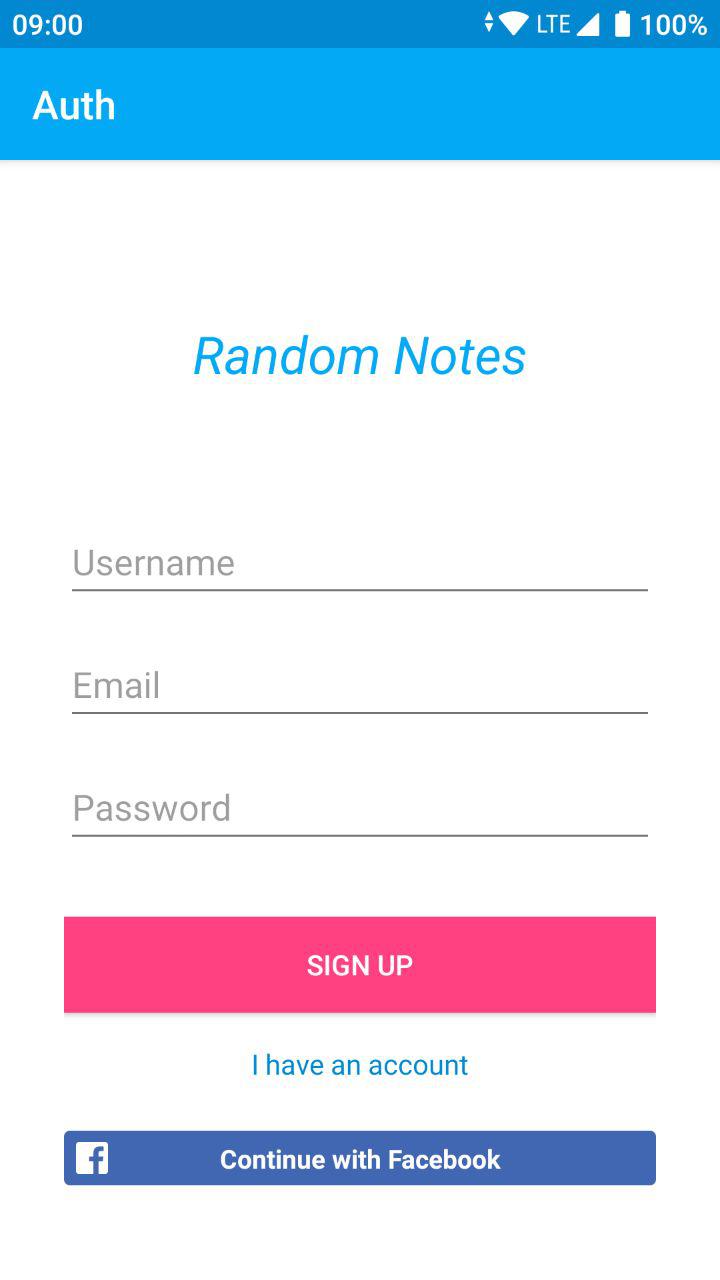 09:00 LTE 100%
Auth
Random Notes
Username
Email
Password
SIGN UP
I have an account
Continue with Facebook